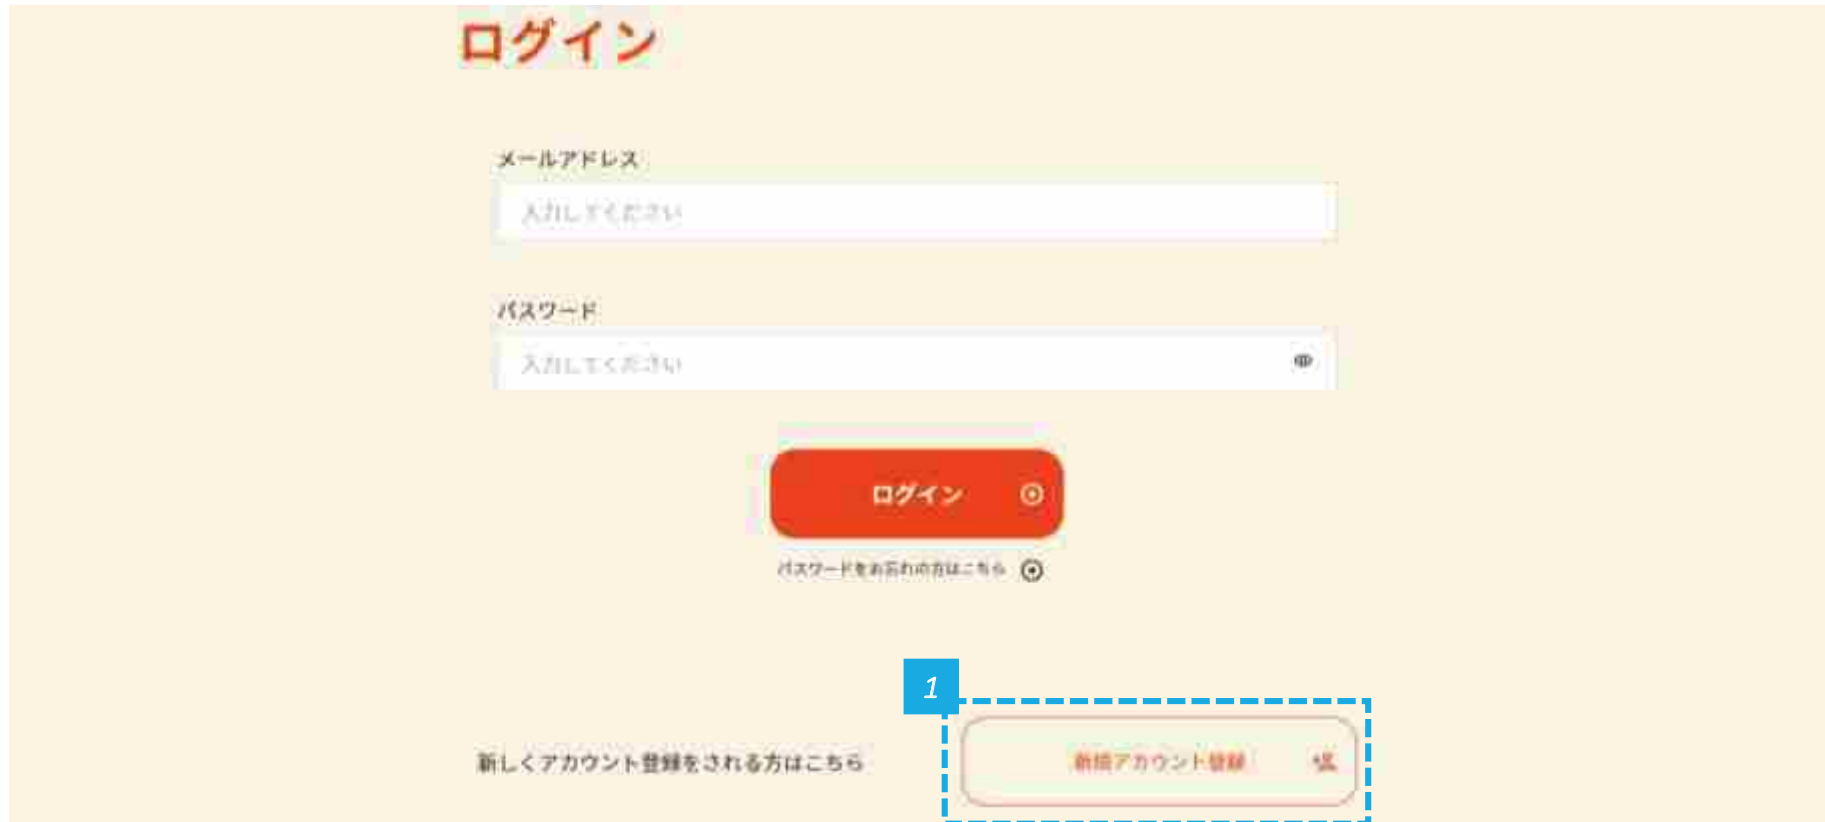 ログイン
メールアドレス
入力してください
パスワード
入力してください
ログイン
パスワードをお忘れの方はこちら
1
新しくアカウント登録をされる方はこちら
新規アカウント登録